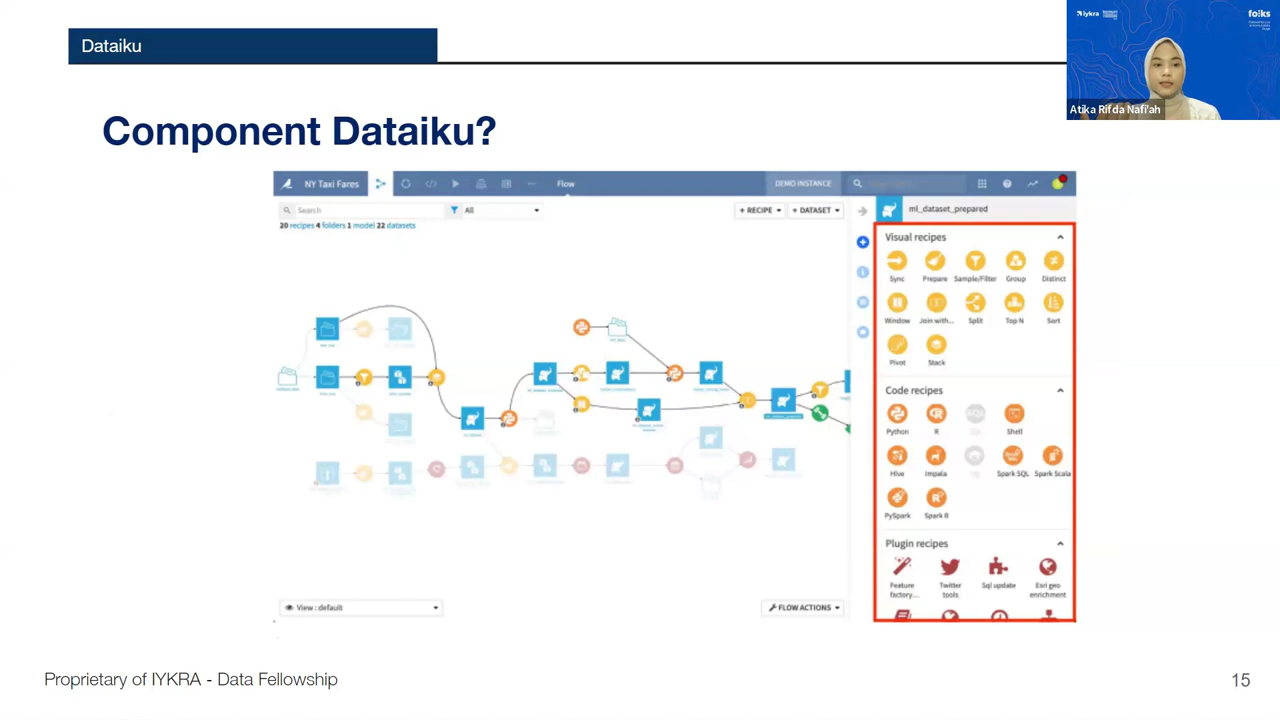 Dataiku
iykra
fo/ks
Atika Rifda Nafi'ah
Component Dataiku?
NY Taxi Fares
Flow
DEMO INSTANCE
Search
All
+ RECIPE
+ DATASET
ml_dataset_prepared
20 recipes 4 folders 1 model 22 datasets
Visual recipes
Sync
Prepare
Sample/Filter
Group
Distinct
Window
Join with...
Split
Top N
Sort
Pivot
Stack
Code recipes
Python
R
Shell
Hive
Impala
Spark SQL
Spark Scala
PySpark
Spark R
Plugin recipes
Feature
factory...
Twitter
tools
Sql update
Esri geo
enrichment
View : default
FLOW ACTIONS
Proprietary of IYKRA - Data Fellowship
15